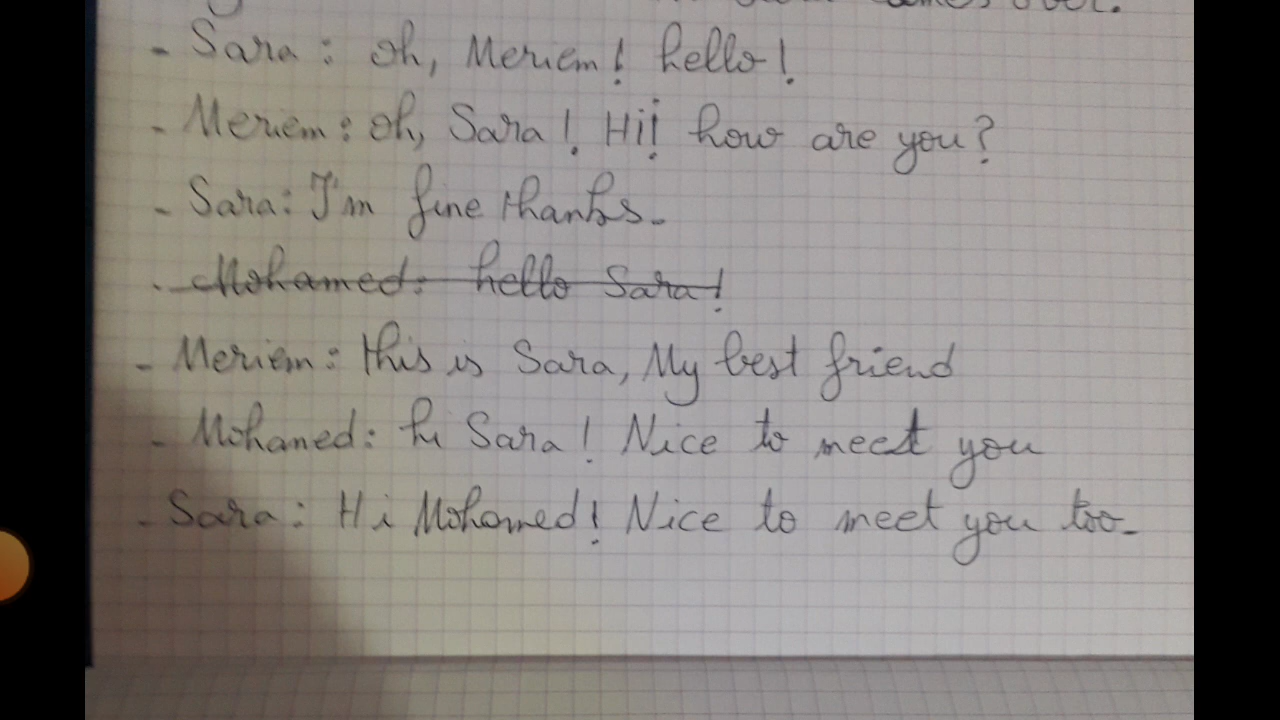 over.
- Sara : oh, Meriem! hello!
- Meriem : oh, Sara! Hi! how are you?
- Sara: I'm fine thanks.
- Mohamed: hello Sara!
- Meriem : this is Sara, My best friend
- Mohamed: hi Sara! Nice to meet you
- Sara : Hi Mohamed! Nice to meet you too.